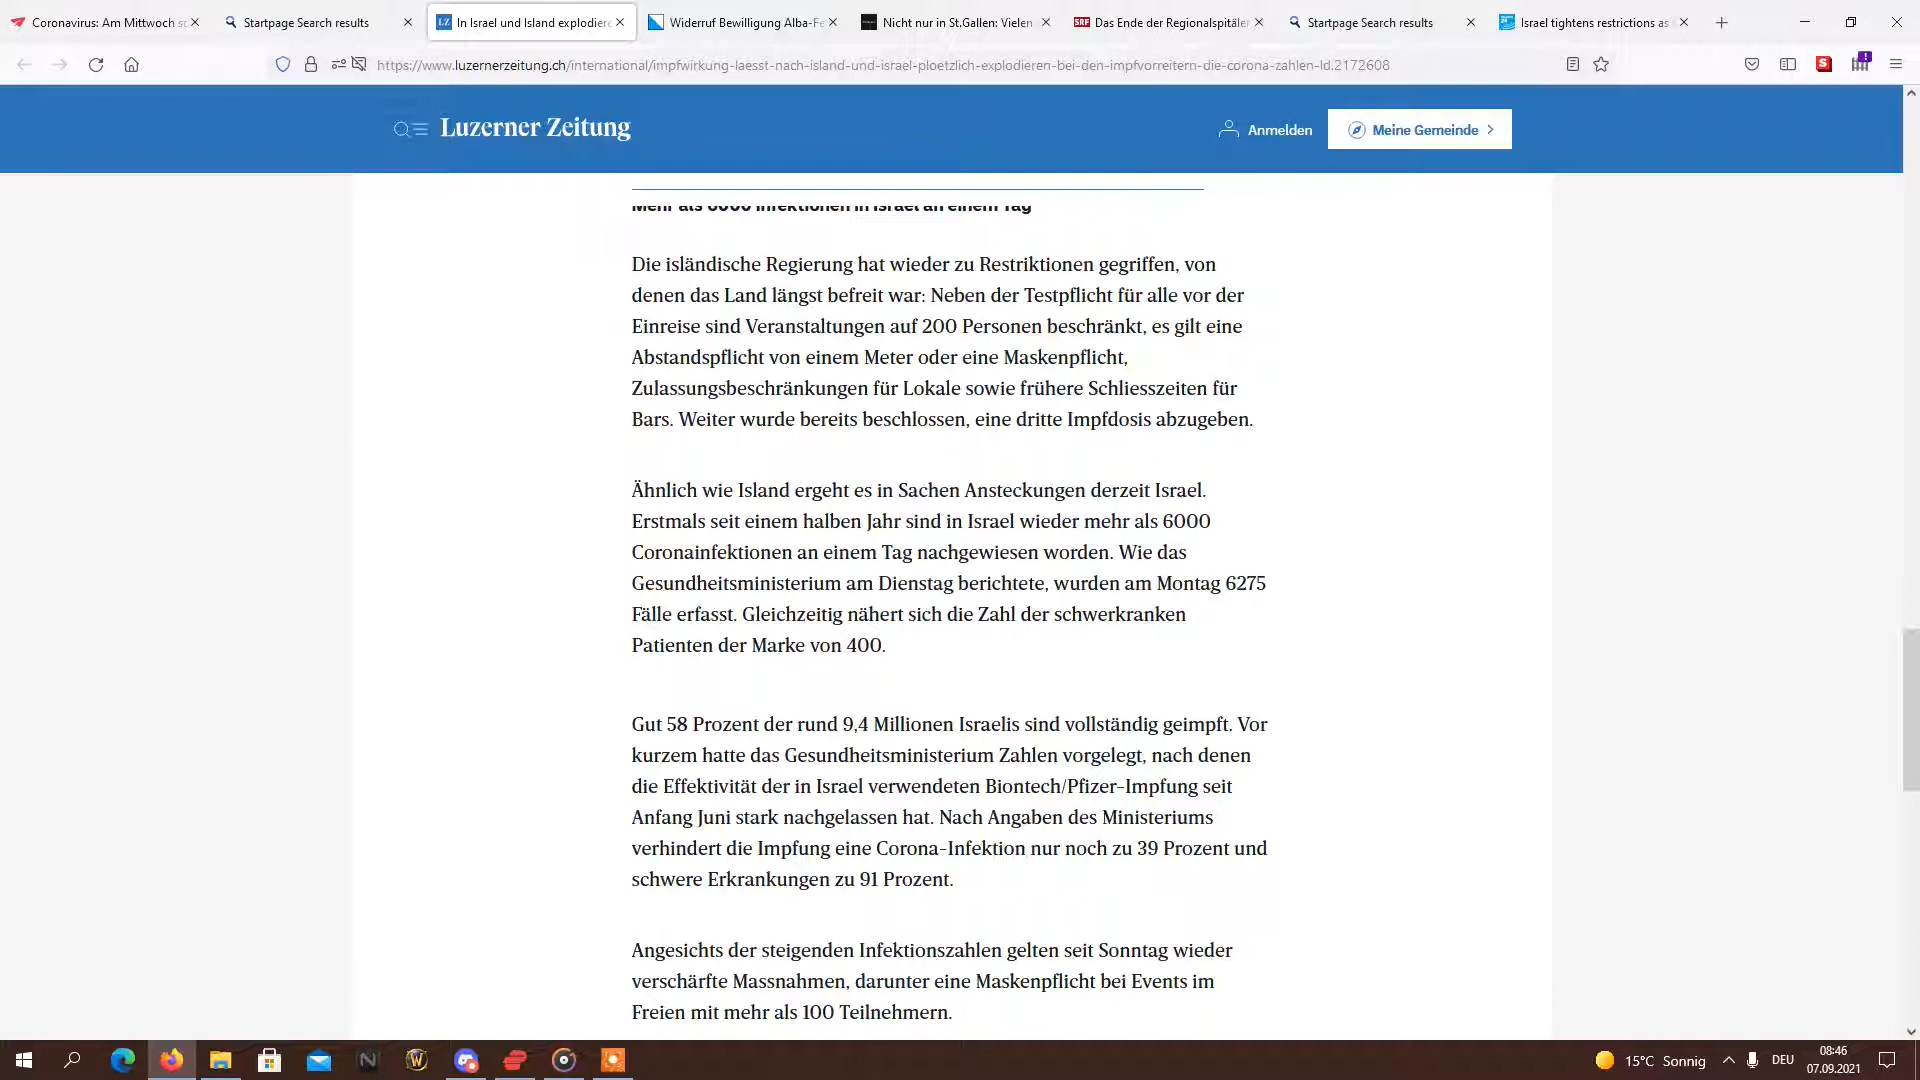 Coronavirus: Am Mittwoch sc
Startpage Search results
In Israel und Island explodiere
Widerruf Bewilligung Alba-Fe
Nicht nur in St.Gallen: Vielen
SRF Das Ende der Regionalspitäler
Startpage Search results
Israel tightens restrictions as
https://www.luzernerzeitung.ch/international/impfwirkung-laesst-nach-island-und-israel-ploetzlich-explodieren-bei-den-impfvorreitern-die-corona-zahlen-ld.2172608
Luzerner Zeitung
Anmelden
Meine Gemeinde
Mehr als 6000 Infektionen in Israel an einem Tag
Die isländische Regierung hat wieder zu Restriktionen gegriffen, von
denen das Land längst befreit war: Neben der Testpflicht für alle vor der
Einreise sind Veranstaltungen auf 200 Personen beschränkt, es gilt eine
Abstandspflicht von einem Meter oder eine Maskenpflicht,
Zulassungsbeschränkungen für Lokale sowie frühere Schliesszeiten für
Bars. Weiter wurde bereits beschlossen, eine dritte Impfdosis abzugeben.
Ähnlich wie Island ergeht es in Sachen Ansteckungen derzeit Israel.
Erstmals seit einem halben Jahr sind in Israel wieder mehr als 6000
Coronainfektionen an einem Tag nachgewiesen worden. Wie das
Gesundheitsministerium am Dienstag berichtete, wurden am Montag 6275
Fälle erfasst. Gleichzeitig nähert sich die Zahl der schwerkranken
Patienten der Marke von 400.
Gut 58 Prozent der rund 9,4 Millionen Israelis sind vollständig geimpft. Vor
kurzem hatte das Gesundheitsministerium Zahlen vorgelegt, nach denen
die Effektivität der in Israel verwendeten Biontech/Pfizer-Impfung seit
Anfang Juni stark nachgelassen hat. Nach Angaben des Ministeriums
verhindert die Impfung eine Corona-Infektion nur noch zu 39 Prozent und
schwere Erkrankungen zu 91 Prozent.
Angesichts der steigenden Infektionszahlen gelten seit Sonntag wieder
verschärfte Massnahmen, darunter eine Maskenpflicht bei Events im
Freien mit mehr als 100 Teilnehmern.
15°C Sonnig
DEU
08:46
07.09.2021